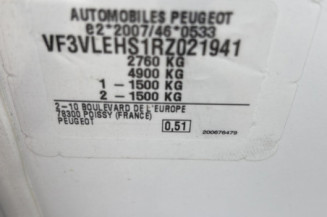 AUTOMOBILES PEUGEOT
e2*2007/46*0533
VF3VLEHS1RZ021941
2760 KG
4900 KG
1 - 1500 KG
2 - 1500 KG
2-10 BOULEVARD DE L'EUROPE
78300 POISSY (FRANCE)
PEUGEOT
0,51
200676479